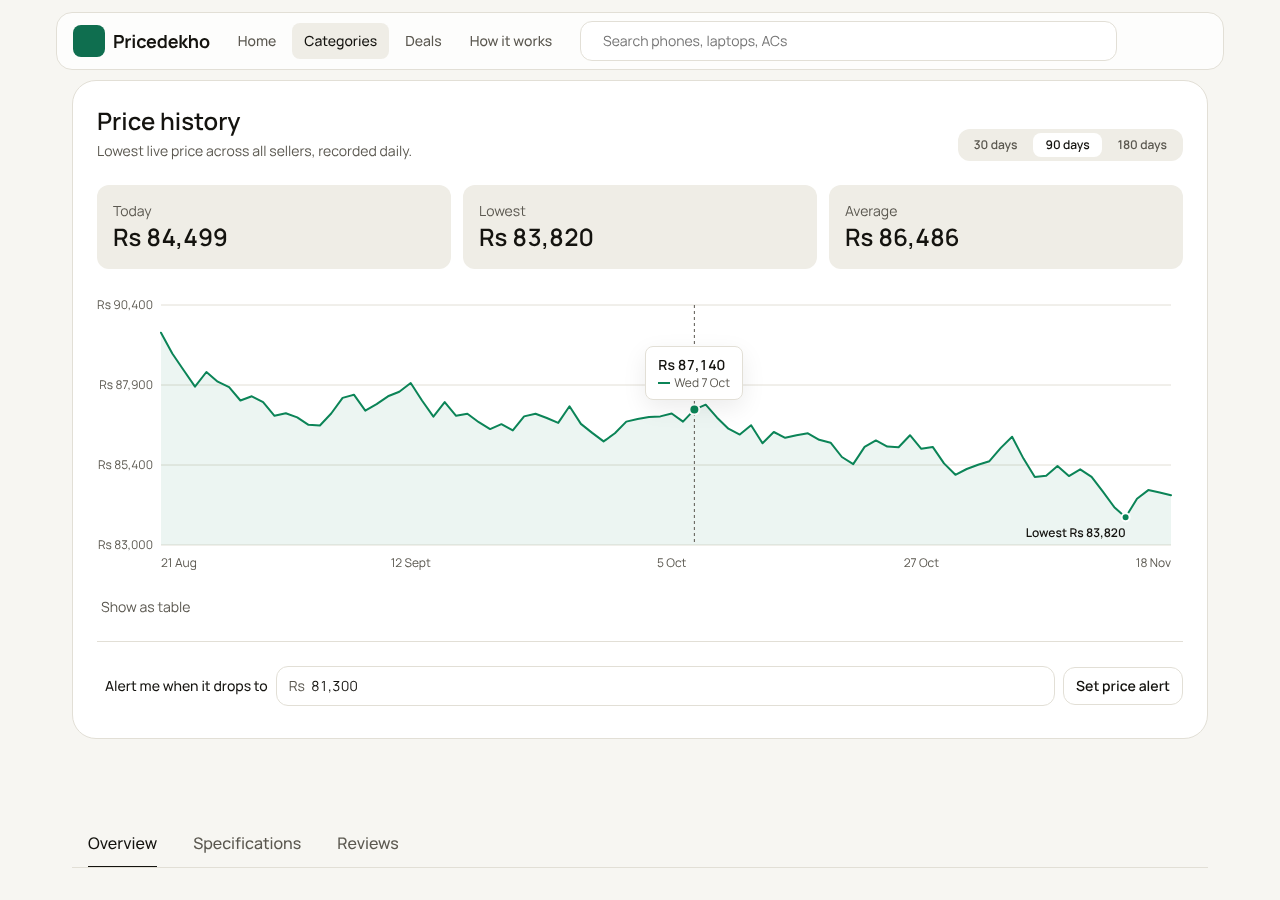 Pricedekho
Home
Categories
Deals
How it works
Search phones, laptops, ACs
Price history
Lowest live price across all sellers, recorded daily.
30 days
90 days
180 days
Today
Rs 84,499
Lowest
Rs 83,820
Average
Rs 86,486
Rs 90,400
Rs 87,900
Rs 85,400
Rs 83,000
Rs 87,140
Wed 7 Oct
Lowest Rs 83,820
21 Aug
12 Sept
5 Oct
27 Oct
18 Nov
Show as table
Alert me when it drops to
Rs 81,300
Set price alert
Overview
Specifications
Reviews